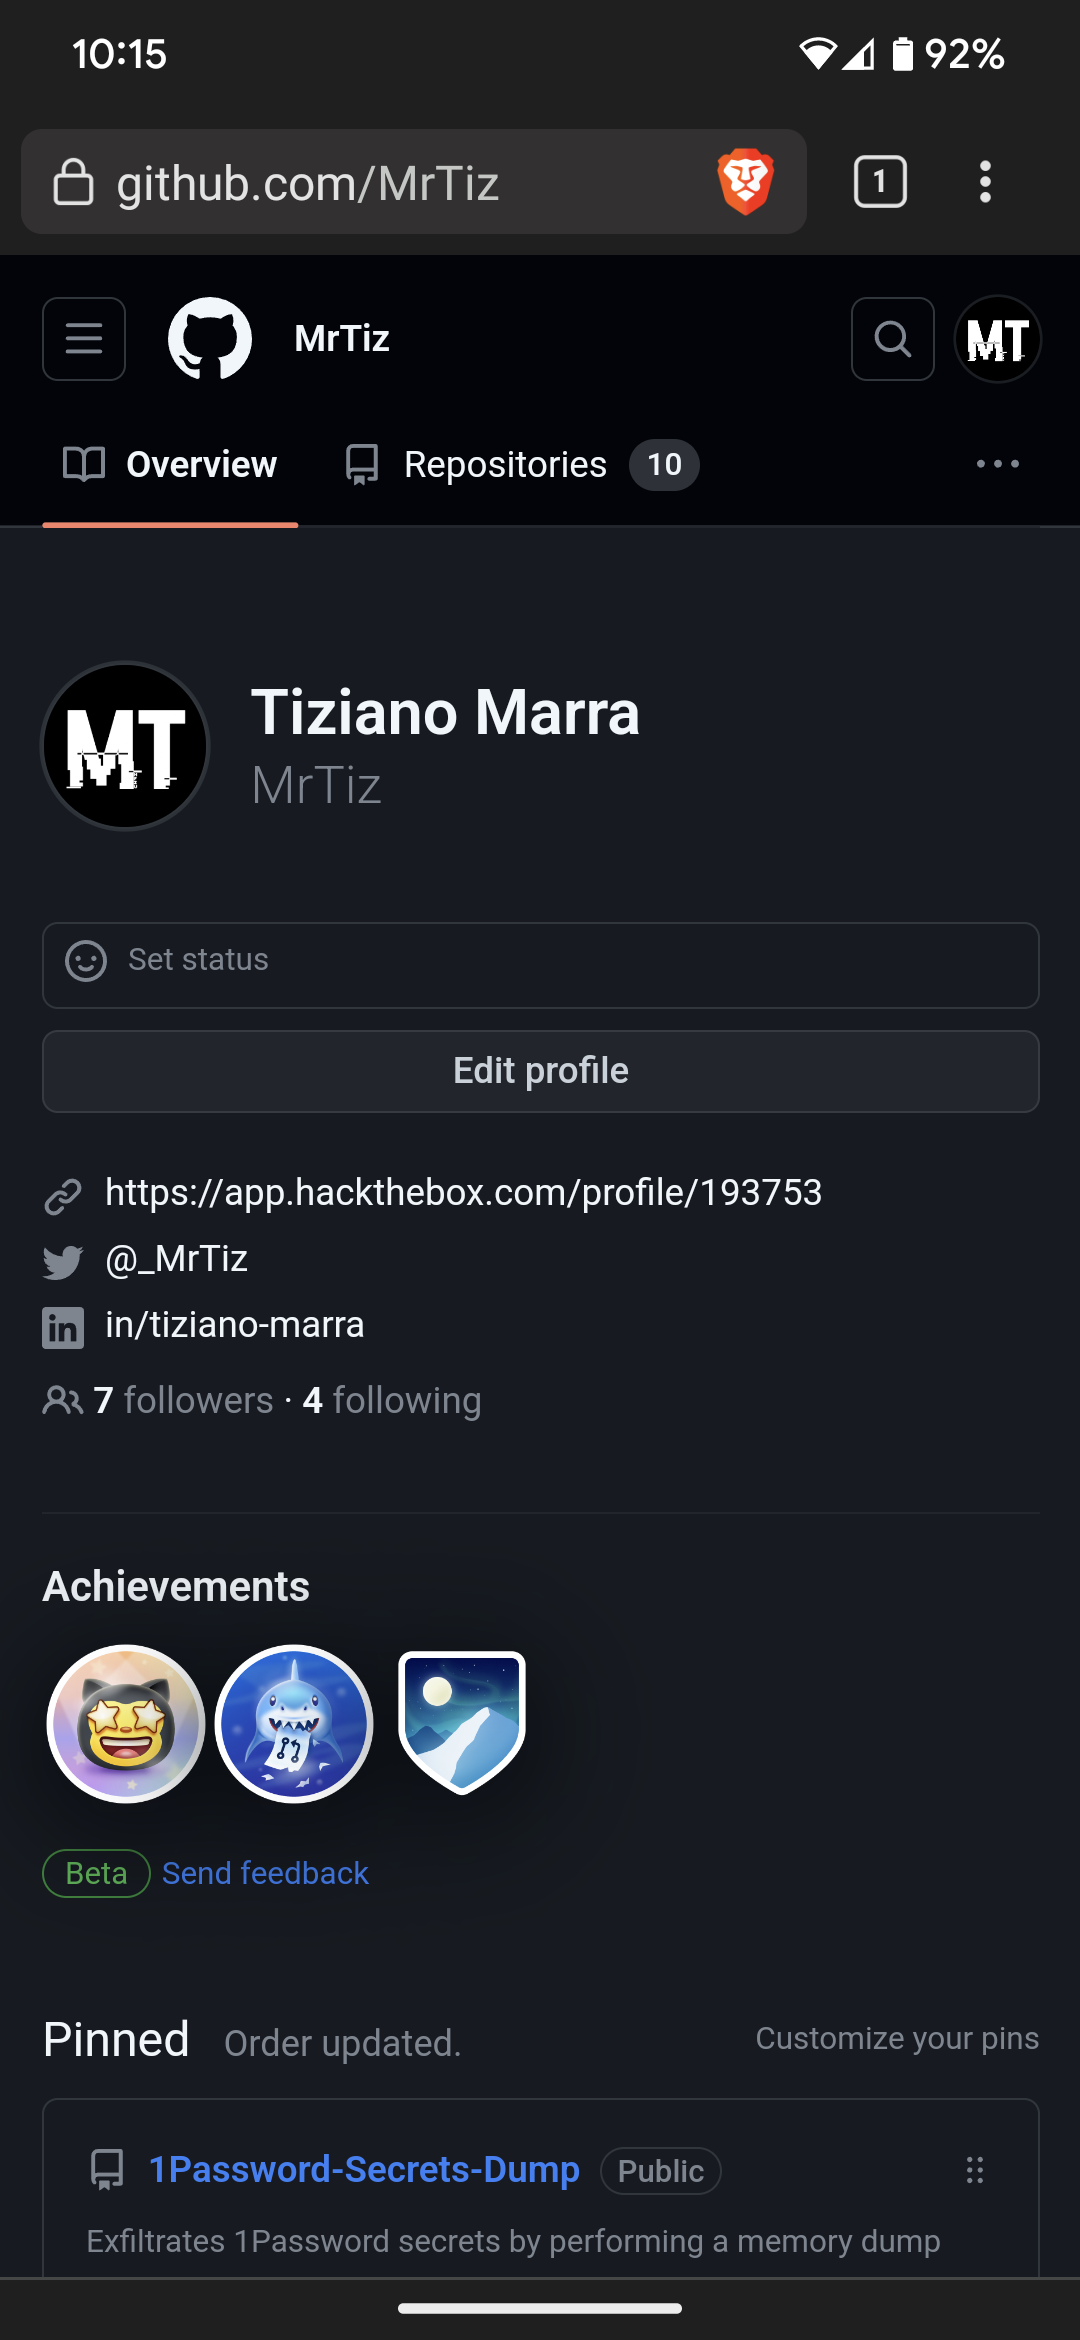 10:15
92%
github.com/MrTiz
1
MrTiz
MT
Overview
Repositories 10
MT
Tiziano Marra
MrTiz
Set status
Edit profile
https://app.hackthebox.com/profile/193753
@_MrTiz
in/tiziano-marra
7 followers · 4 following
Achievements
Beta Send feedback
Pinned Order updated. Customize your pins
1Password-Secrets-Dump Public
Exfiltrates 1Password secrets by performing a memory dump